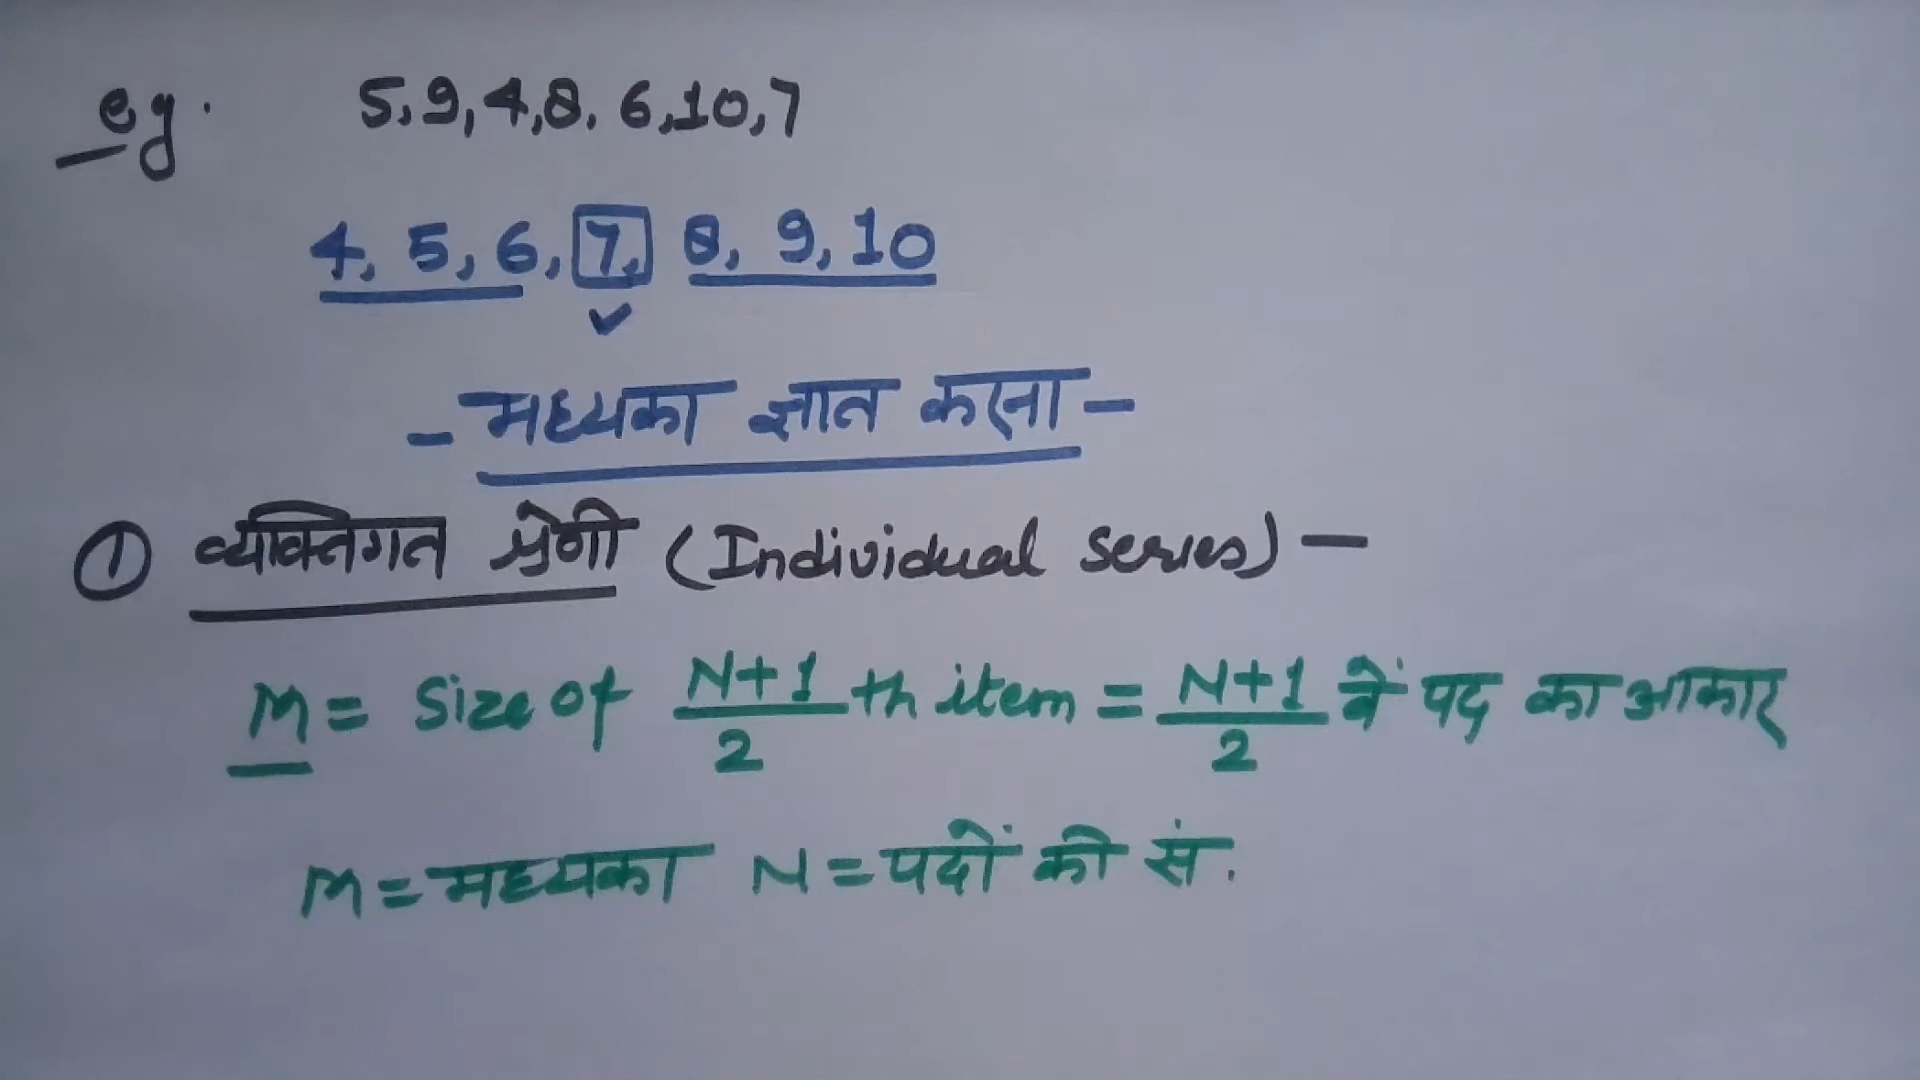 eg. 5,9,4,8,6,10,7
4, 5, 6, 7, 8, 9, 10
- मध्यका ज्ञात करना -
① व्यक्तिगत श्रेणी (Individual series) -
M = Size of N+1/2 th item = N+1/2 वें पद का आकार
M = मध्यका N = पदों की सं.